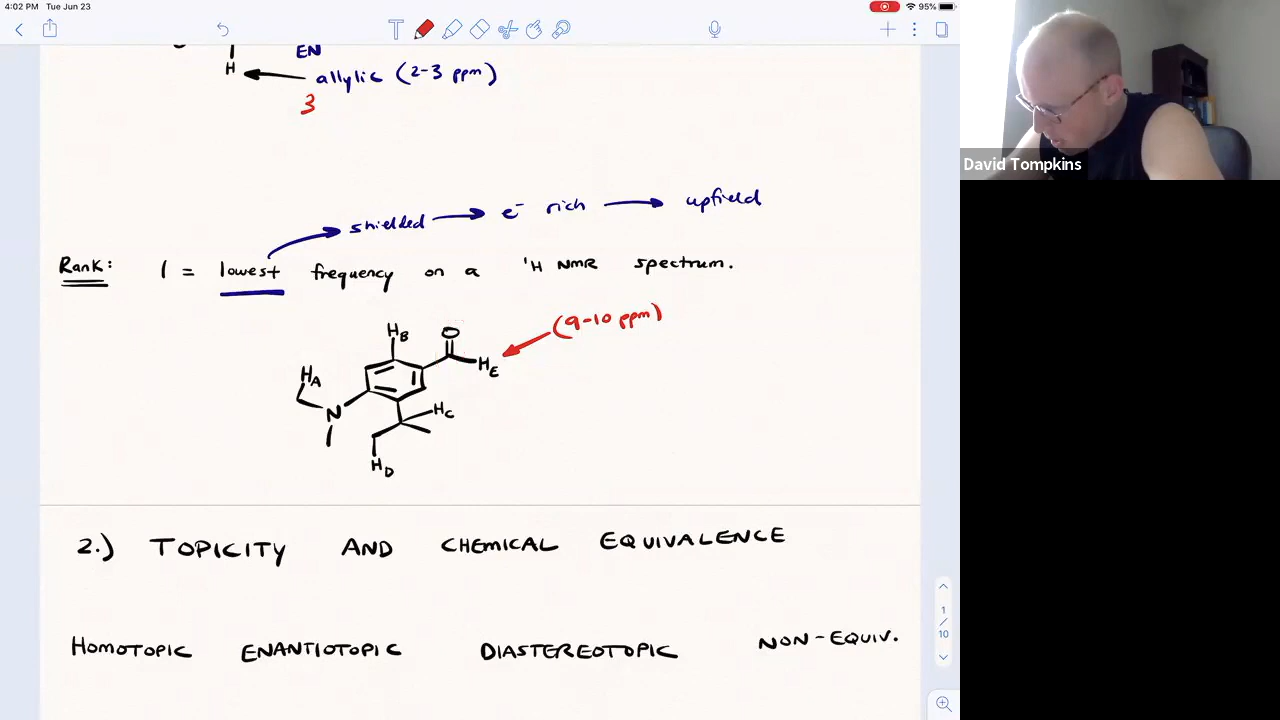 4:02 PM Tue Jun 23
95%
EN
H
allylic (2-3 ppm)
3
shielded → e⁻ rich → upfield
Rank: 1 = lowest frequency on a ¹H NMR spectrum.
(9-10 ppm)
H_B
O
H_E
H_A
N
H_C
H_D
2.) TOPICITY AND CHEMICAL EQUIVALENCE
HOMOTOPIC ENANTIOTOPIC DIASTEREOTOPIC NON-EQUIV.
1
/
10
David Tompkins